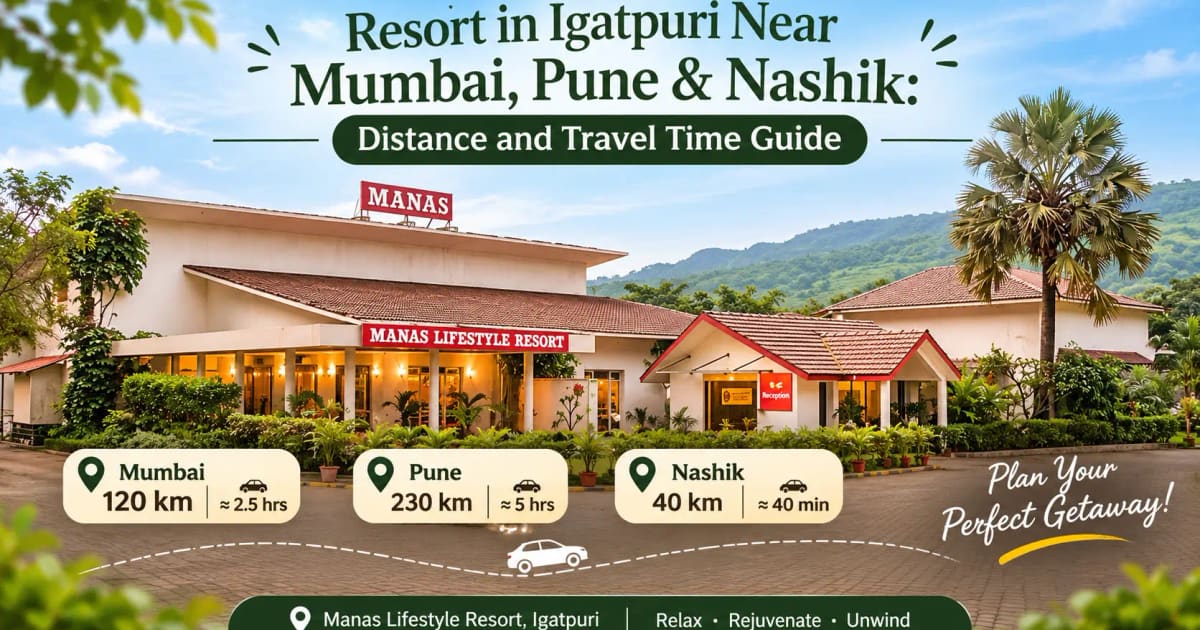 Resort in Igatpuri Near
Mumbai, Pune & Nashik:
Distance and Travel Time Guide
MANAS
MANAS LIFESTYLE RESORT
Reception
Mumbai
120 km | ≈ 2.5 hrs
Pune
230 km | ≈ 5 hrs
Nashik
40 km | ≈ 40 min
Plan Your
Perfect Getaway!
Manas Lifestyle Resort, Igatpuri | Relax • Rejuvenate • Unwind